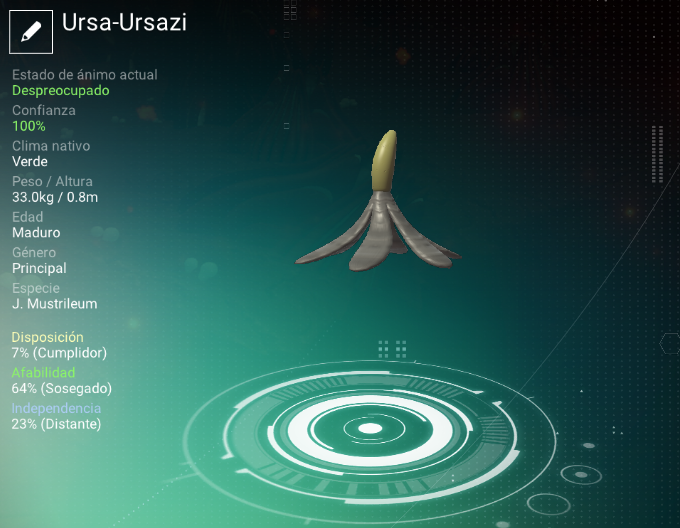 Ursa-Ursazi
Estado de ánimo actual
Despreocupado
Confianza
100%
Clima nativo
Verde
Peso / Altura
33.0kg / 0.8m
Edad
Maduro
Género
Principal
Especie
J. Mustrileum
Disposición
7% (Cumplidor)
Afabilidad
64% (Sosegado)
Independencia
23% (Distante)